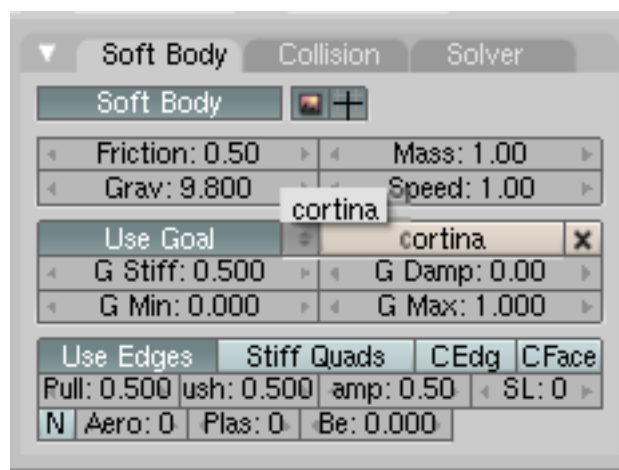 Soft Body Collision Solver
Soft Body
Friction: 0.50 Mass: 1.00
Grav: 9.800 Speed: 1.00
cortina
Use Goal cortina
G Stiff: 0.500 G Damp: 0.00
G Min: 0.000 G Max: 1.000
Use Edges Stiff Quads CEdg CFace
Pull: 0.500 ush: 0.500 amp: 0.50 SL: 0
N Aero: 0 Plas: 0 Be: 0.000